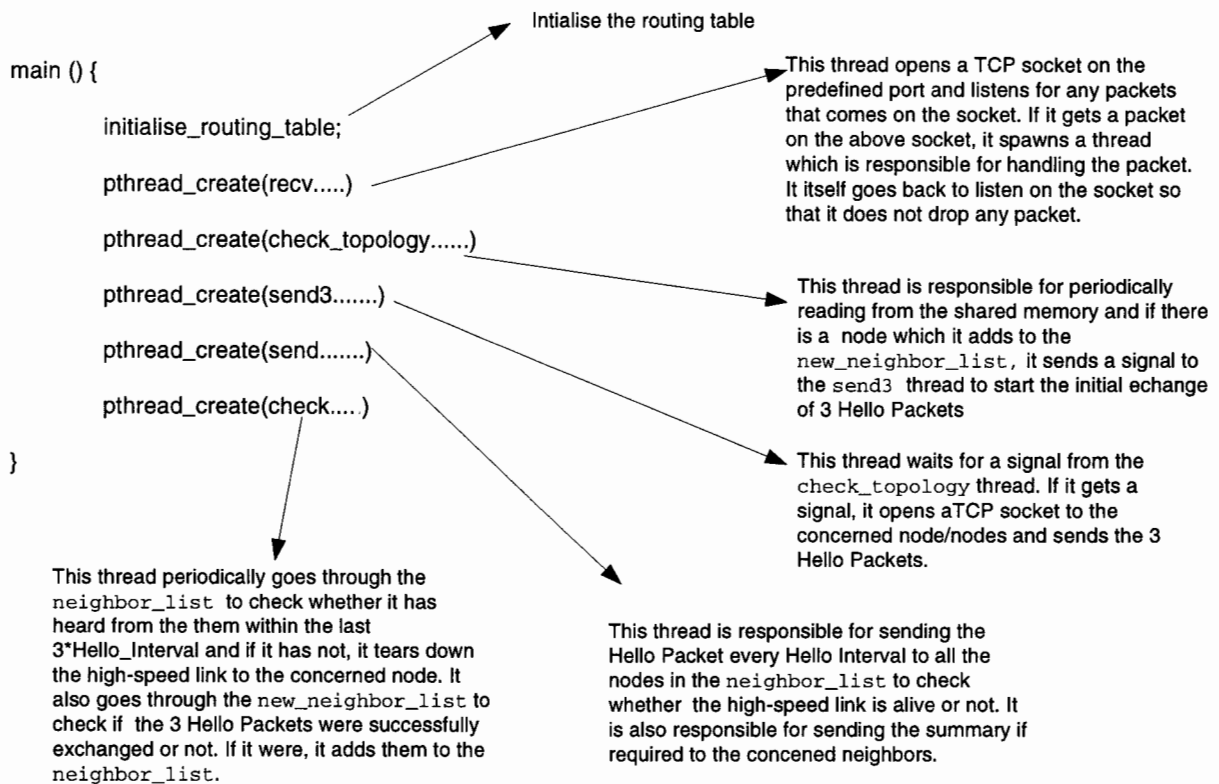 Intialise the routing table
main () {
initialise_routing_table;
pthread_create(recv.....)
pthread_create(check_topology......)
pthread_create(send3.......)
pthread_create(send.......)
pthread_create(check.....)
}
This thread opens a TCP socket on the
predefined port and listens for any packets
that comes on the socket. If it gets a packet
on the above socket, it spawns a thread
which is responsible for handling the packet.
It itself goes back to listen on the socket so
that it does not drop any packet.
This thread is responsible for periodically
reading from the shared memory and if there
is a node which it adds to the
new_neighbor_list, it sends a signal to
the send3 thread to start the initial echange
of 3 Hello Packets
This thread waits for a signal from the
check_topology thread. If it gets a
signal, it opens aTCP socket to the
concerned node/nodes and sends the 3
Hello Packets.
This thread periodically goes through the
neighbor_list to check whether it has
heard from the them within the last
3*Hello_Interval and if it has not, it tears down
the high-speed link to the concerned node. It
also goes through the new_neighbor_list to
check if the 3 Hello Packets were successfully
exchanged or not. If it were, it adds them to the
neighbor_list.
This thread is responsible for sending the
Hello Packet every Hello Interval to all the
nodes in the neighbor_list to check
whether the high-speed link is alive or not. It
is also responsible for sending the summary if
required to the concened neighbors.